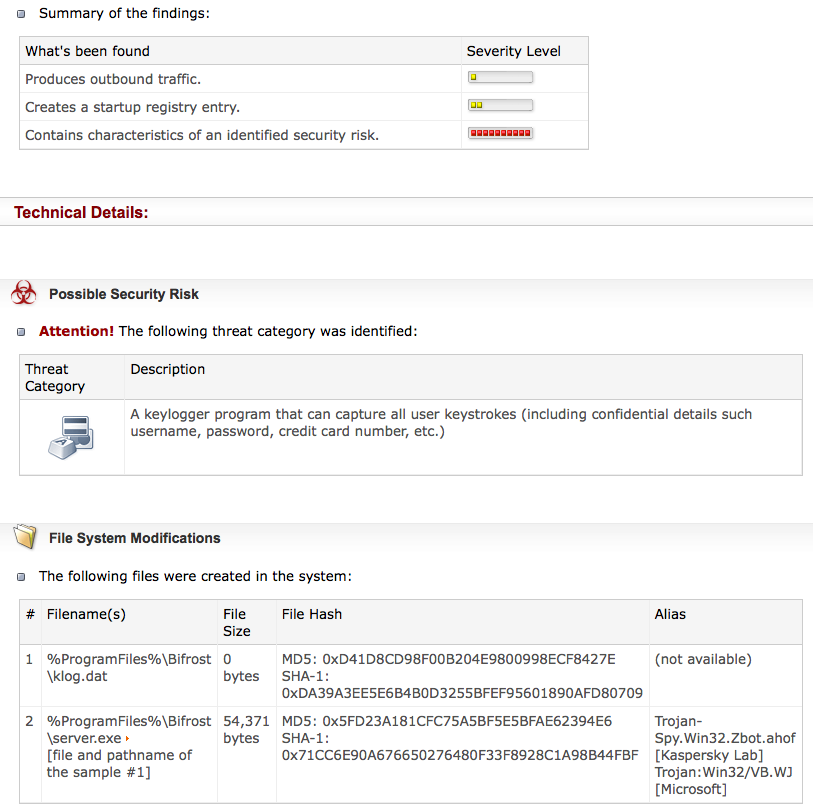 Summary of the findings:
What's been found Severity Level
Produces outbound traffic.
Creates a startup registry entry.
Contains characteristics of an identified security risk.
Technical Details:
Possible Security Risk
Attention! The following threat category was identified:
Threat
Category
Description
A keylogger program that can capture all user keystrokes (including confidential details such
username, password, credit card number, etc.)
File System Modifications
The following files were created in the system:
# Filename(s) File
Size
File Hash Alias
1 %ProgramFiles%\Bifrost
\klog.dat
0
bytes
MD5: 0xD41D8CD98F00B204E9800998ECF8427E
SHA-1:
0xDA39A3EE5E6B4B0D3255BFEF95601890AFD80709
(not available)
2 %ProgramFiles%\Bifrost
\server.exe
[file and pathname of
the sample #1]
54,371
bytes
MD5: 0x5FD23A181CFC75A5BF5E5BFAE62394E6
SHA-1:
0x71CC6E90A676650276480F33F8928C1A98B44FBF
Trojan-
Spy.Win32.Zbot.ahof
[Kaspersky Lab]
Trojan:Win32/VB.WJ
[Microsoft]